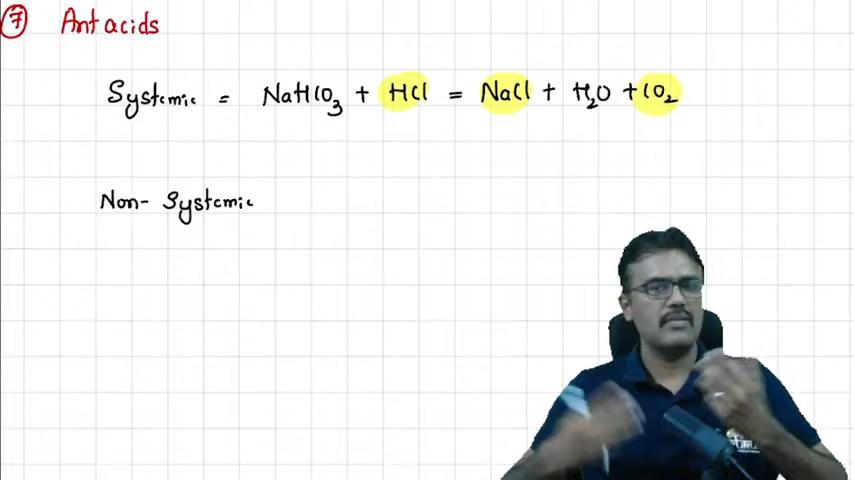 7 Antacids
Systemic = NaHCO3 + HCl = NaCl + H2O + CO2
Non- Systemic